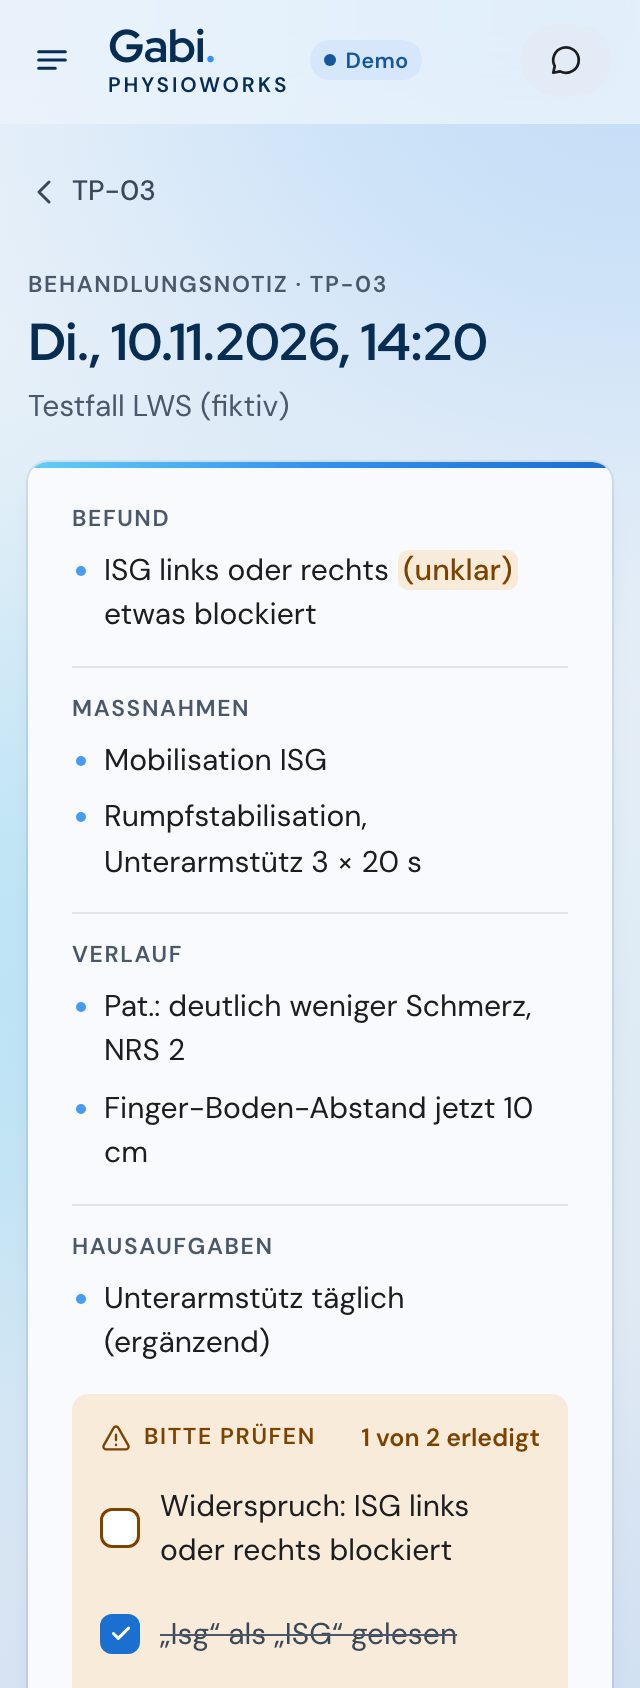 Gabi.
PHYSIOWORKS
Demo
TP-03
BEHANDLUNGSNOTIZ · TP-03
Di., 10.11.2026, 14:20
Testfall LWS (fiktiv)
BEFUND
• ISG links oder rechts (unklar)
etwas blockiert
MASSNAHMEN
• Mobilisation ISG
• Rumpfstabilisation,
Unterarmstütz 3 × 20 s
VERLAUF
• Pat.: deutlich weniger Schmerz,
NRS 2
• Finger-Boden-Abstand jetzt 10
cm
HAUSAUFGABEN
• Unterarmstütz täglich
(ergänzend)
BITTE PRÜFEN 1 von 2 erledigt
Widerspruch: ISG links
oder rechts blockiert
„Isg“ als „ISG“ gelesen